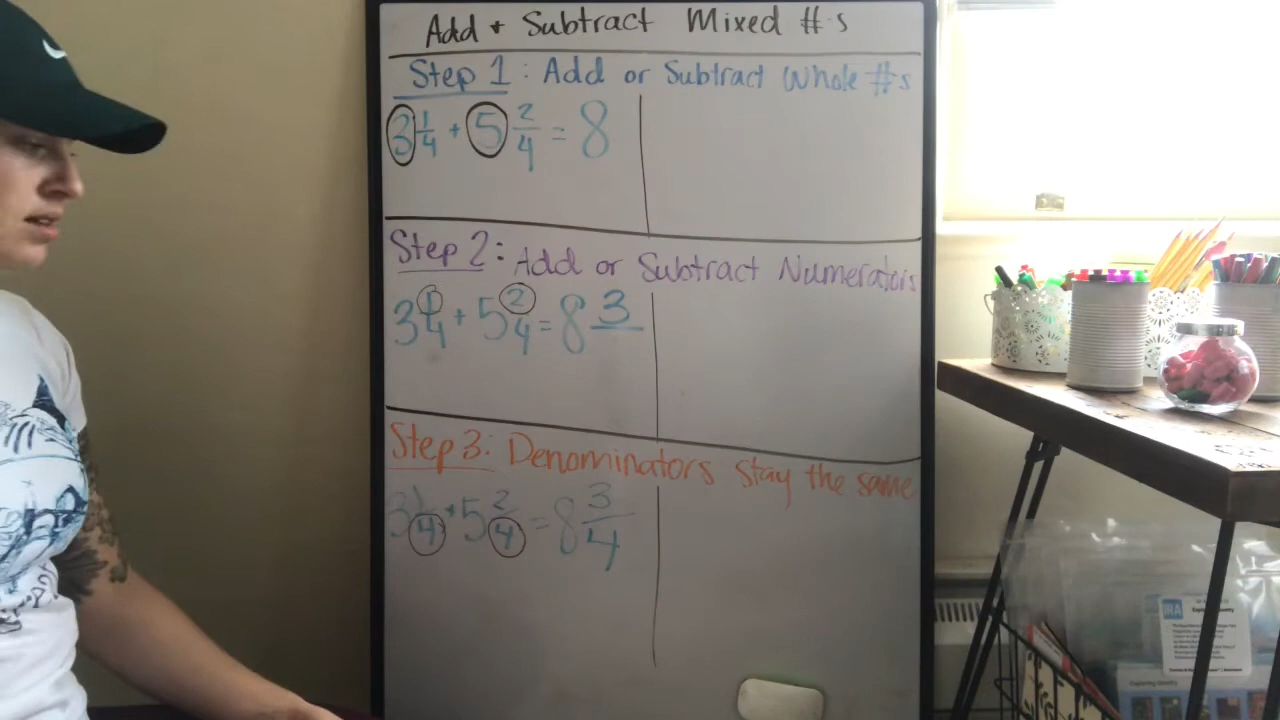 Add + Subtract Mixed #'s
Step 1: Add or Subtract Whole #s
3 1/4 + 5 2/4 = 8
Step 2: Add or Subtract Numerators
3 1/4 + 5 2/4 = 8 3
Step 3: Denominators stay the same
3 1/4 + 5 2/4 = 8 3/4